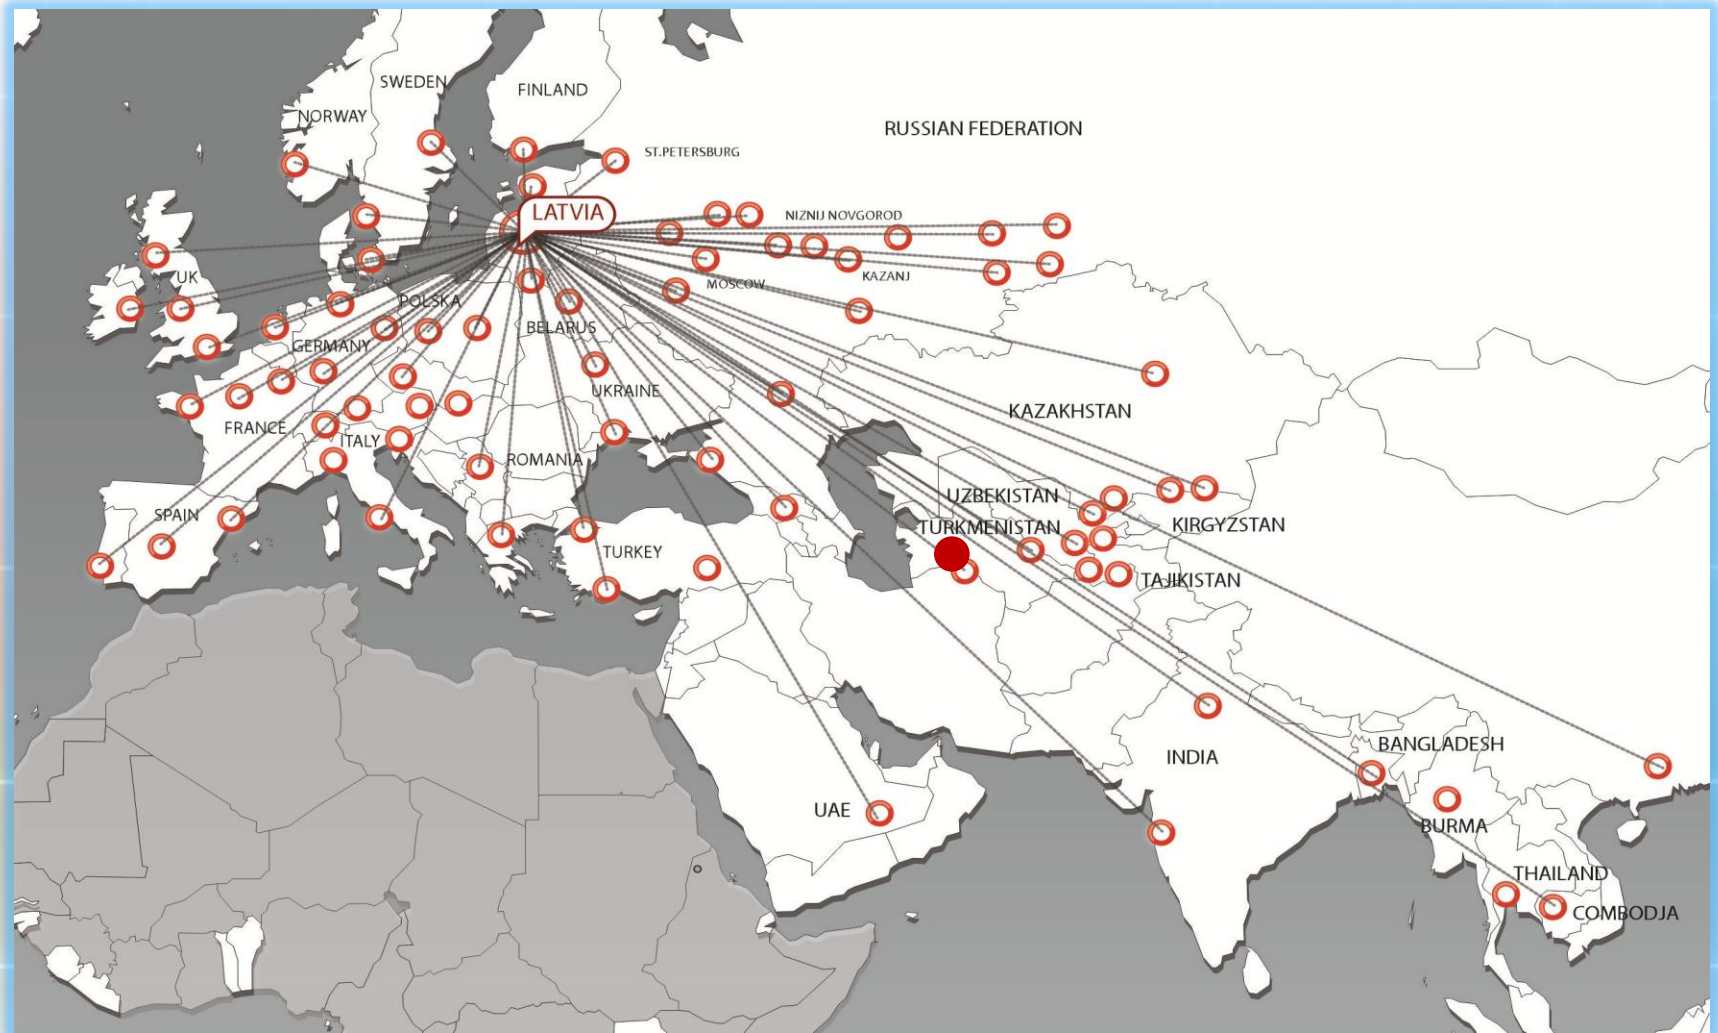 SWEDEN
FINLAND
NORWAY
RUSSIAN FEDERATION
ST.PETERSBURG
LATVIA
NIZNIJ NOVGOROD
UK
KAZANJ
MOSCOW
POLSKA
BELARUS
GERMANY
UKRAINE
KAZAKHSTAN
FRANCE
ITALY
ROMANIA
UZBEKISTAN
SPAIN
KIRGYZSTAN
TURKMENISTAN
TURKEY
TAJIKISTAN
BANGLADESH
INDIA
UAE
BURMA
THAILAND
COMBODJA